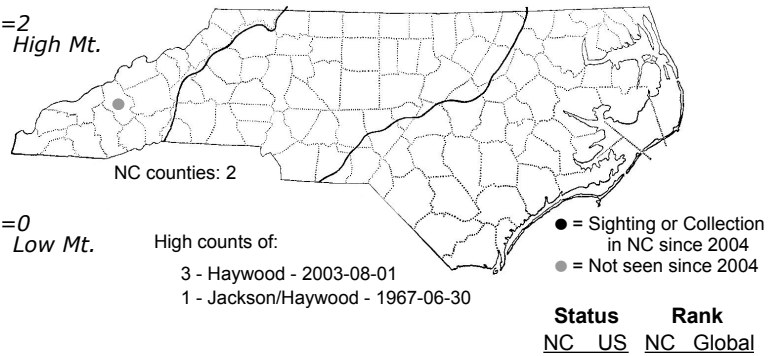 =2
High Mt.
NC counties: 2
=0
Low Mt.
High counts of:
3 - Haywood - 2003-08-01
1 - Jackson/Haywood - 1967-06-30
● = Sighting or Collection
in NC since 2004
● = Not seen since 2004
Status Rank
NC US NC Global